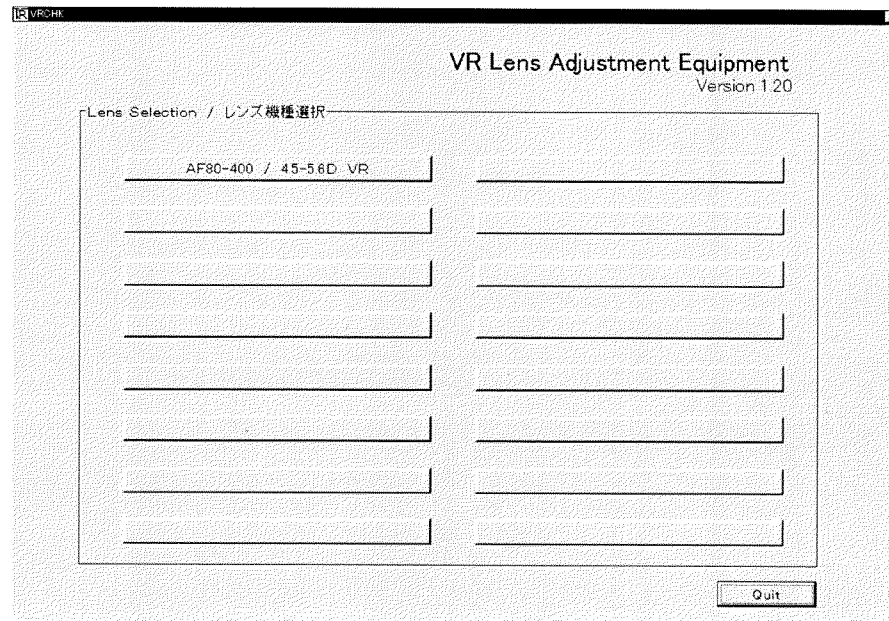 VRCHK
VR Lens Adjustment Equipment
Version 1.20
Lens Selection / レンズ機種選択
AF80-400 / 4.5-5.6D VR
Quit